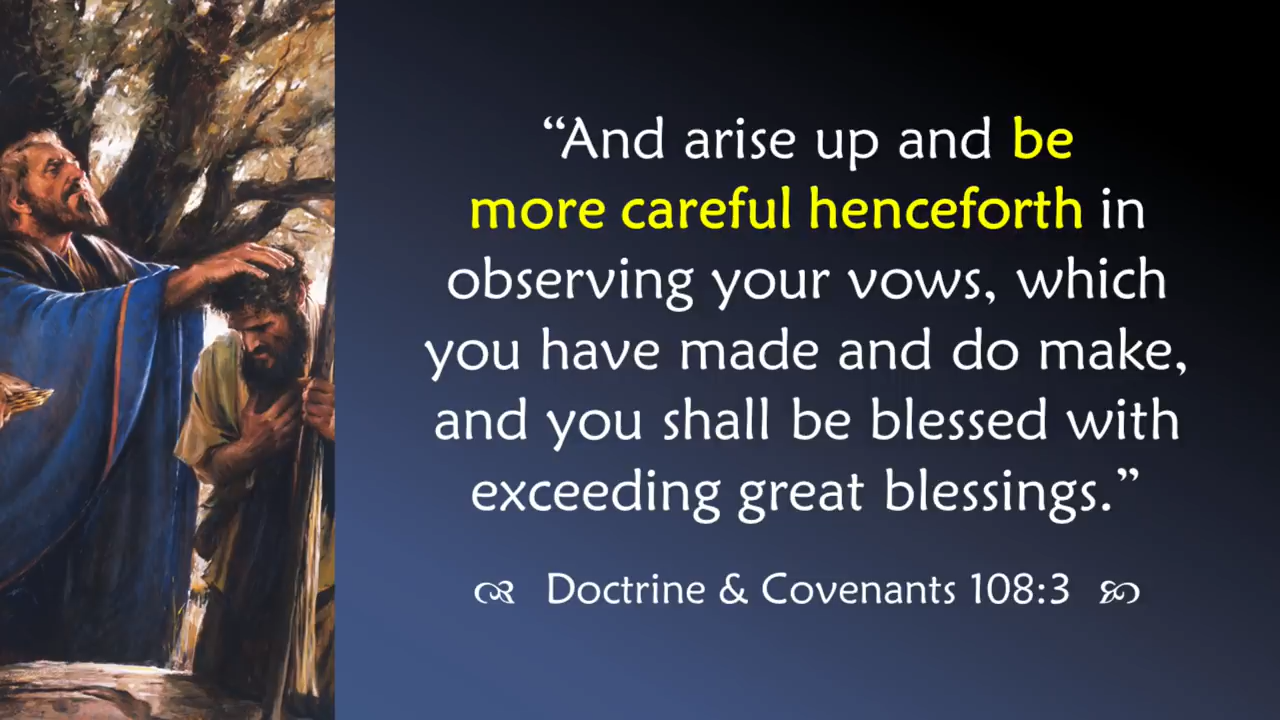 “And arise up and be
more careful henceforth in
observing your vows, which
you have made and do make,
and you shall be blessed with
exceeding great blessings.”
Doctrine & Covenants 108:3